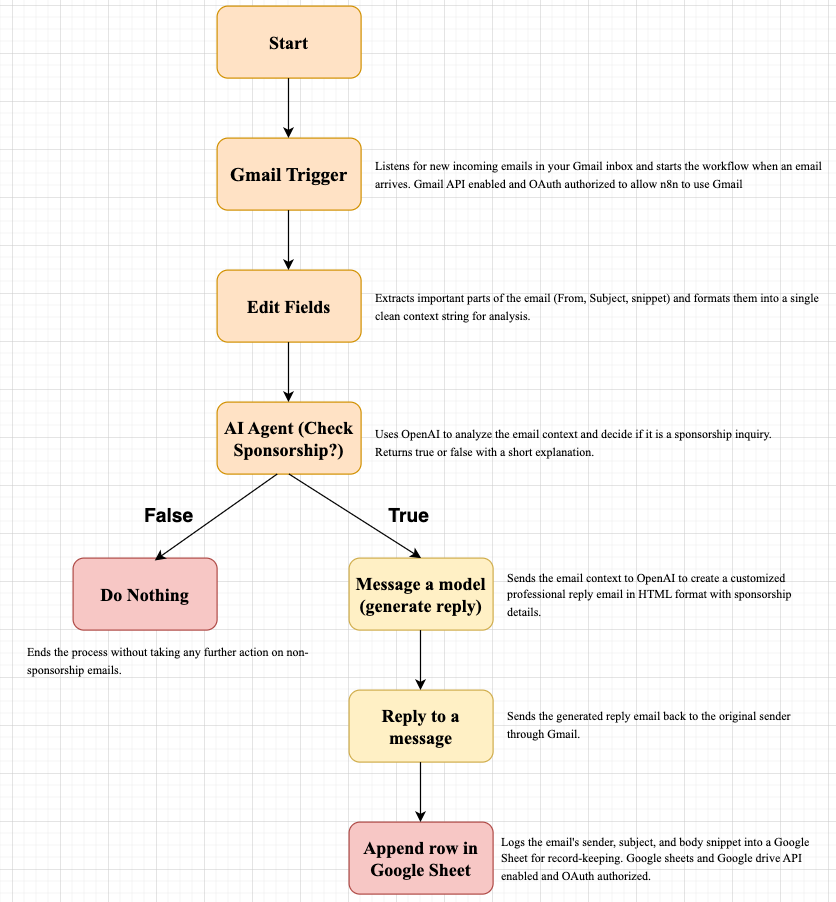 Start
Gmail Trigger
Listens for new incoming emails in your Gmail inbox and starts the workflow when an email
arrives. Gmail API enabled and OAuth authorized to allow n8n to use Gmail
Edit Fields
Extracts important parts of the email (From, Subject, snippet) and formats them into a single
clean context string for analysis.
AI Agent (Check
Sponsorship?)
Uses OpenAI to analyze the email context and decide if it is a sponsorship inquiry.
Returns true or false with a short explanation.
False
True
Do Nothing
Ends the process without taking any further action on non-
sponsorship emails.
Message a model
(generate reply)
Sends the email context to OpenAI to create a customized
professional reply email in HTML format with sponsorship
details.
Reply to a
message
Sends the generated reply email back to the original sender
through Gmail.
Append row in
Google Sheet
Logs the email's sender, subject, and body snippet into a Google
Sheet for record-keeping. Google sheets and Google drive API
enabled and OAuth authorized.